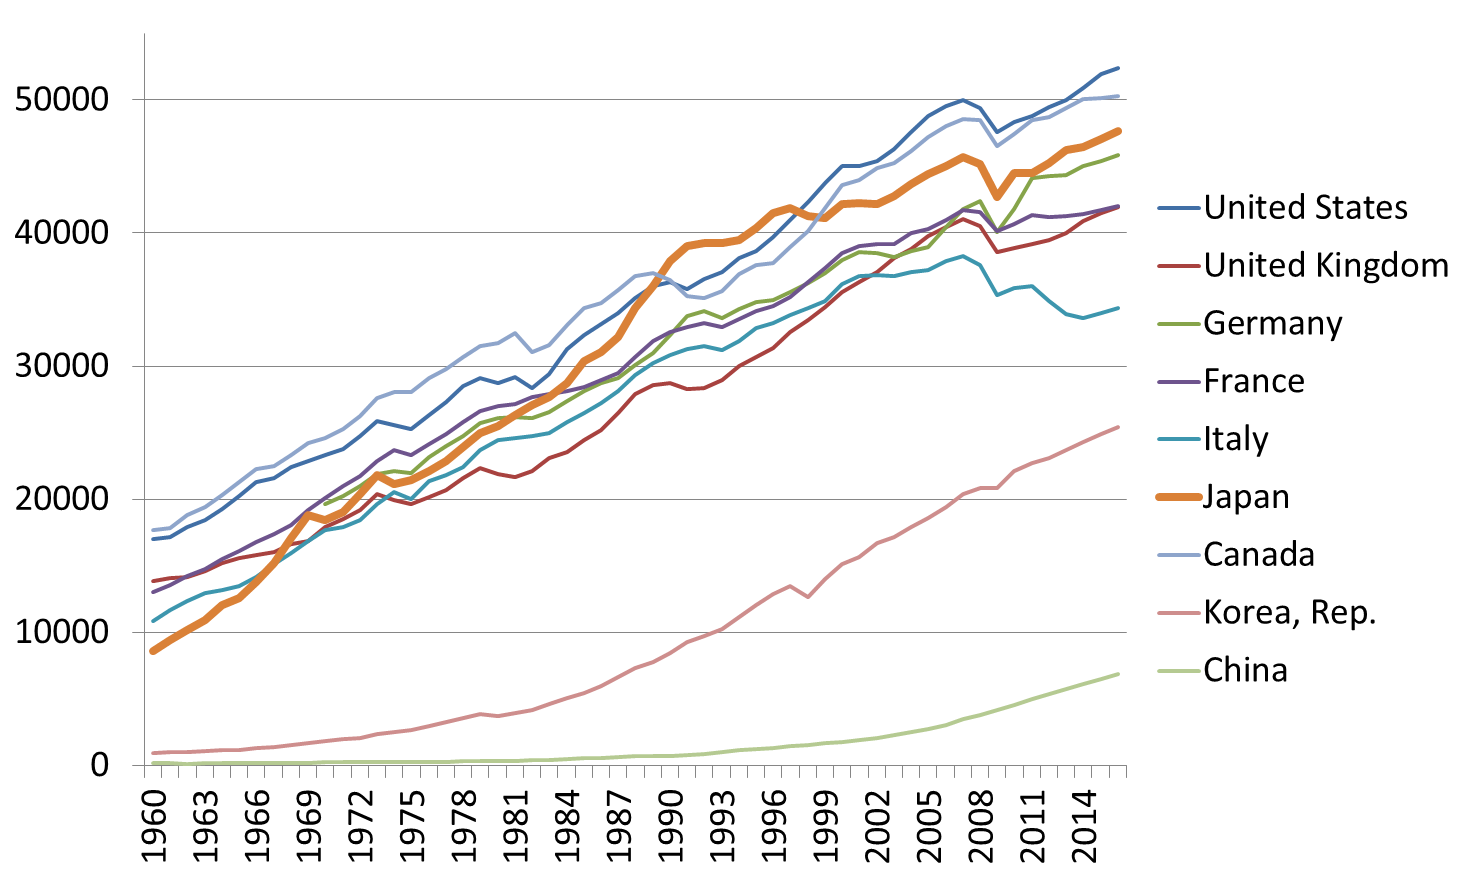 50000
40000
30000
20000
10000
0
1960
1963
1966
1969
1972
1975
1978
1981
1984
1987
1990
1993
1996
1999
2002
2005
2008
2011
2014
United States
United Kingdom
Germany
France
Italy
Japan
Canada
Korea, Rep.
China